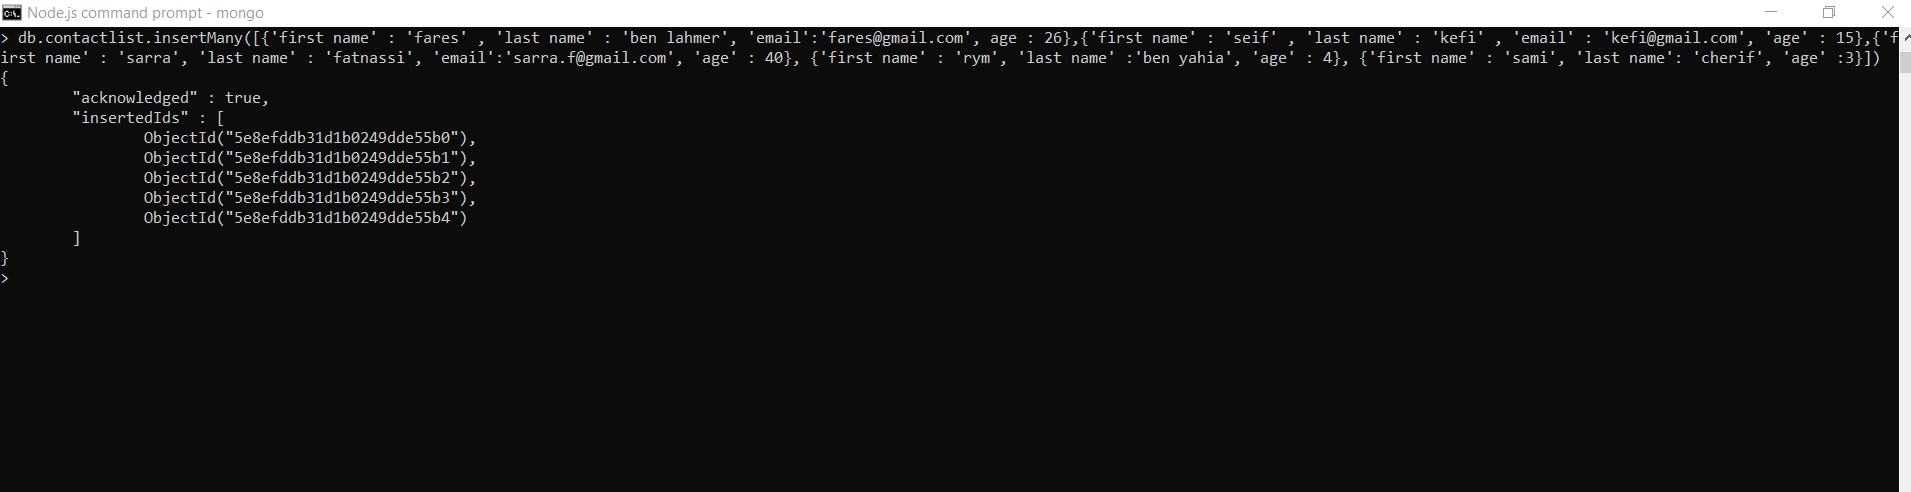 Node.js command prompt - mongo
> db.contactlist.insertMany([{'first name' : 'fares' , 'last name' : 'ben lahmer', 'email':'fares@gmail.com', age : 26},{'first name' : 'seif' , 'last name' : 'kefi' , 'email' : 'kefi@gmail.com', 'age' : 15},{'f
irst name' : 'sarra', 'last name' : 'fatnassi', 'email':'sarra.f@gmail.com', 'age' : 40}, {'first name' : 'rym', 'last name' :'ben yahia', 'age' : 4}, {'first name' : 'sami', 'last name': 'cherif', 'age' :3}])
{
"acknowledged" : true,
"insertedIds" : [
ObjectId("5e8efddb31d1b0249dde55b0"),
ObjectId("5e8efddb31d1b0249dde55b1"),
ObjectId("5e8efddb31d1b0249dde55b2"),
ObjectId("5e8efddb31d1b0249dde55b3"),
ObjectId("5e8efddb31d1b0249dde55b4")
]
}
>